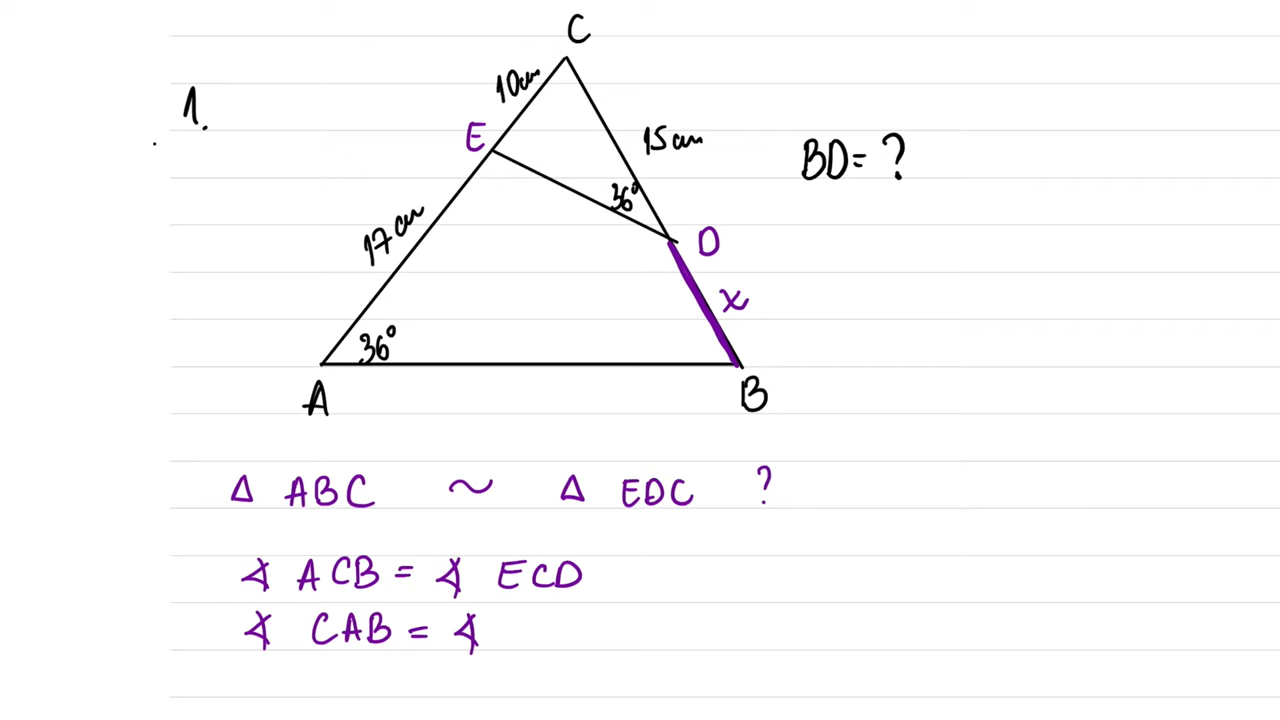 1.
C
10cm
E
15cm
BD = ?
36°
17cm
D
x
36°
A
B
Δ ABC ~ Δ EDC ?
∢ ACB = ∢ ECD
∢ CAB = ∢